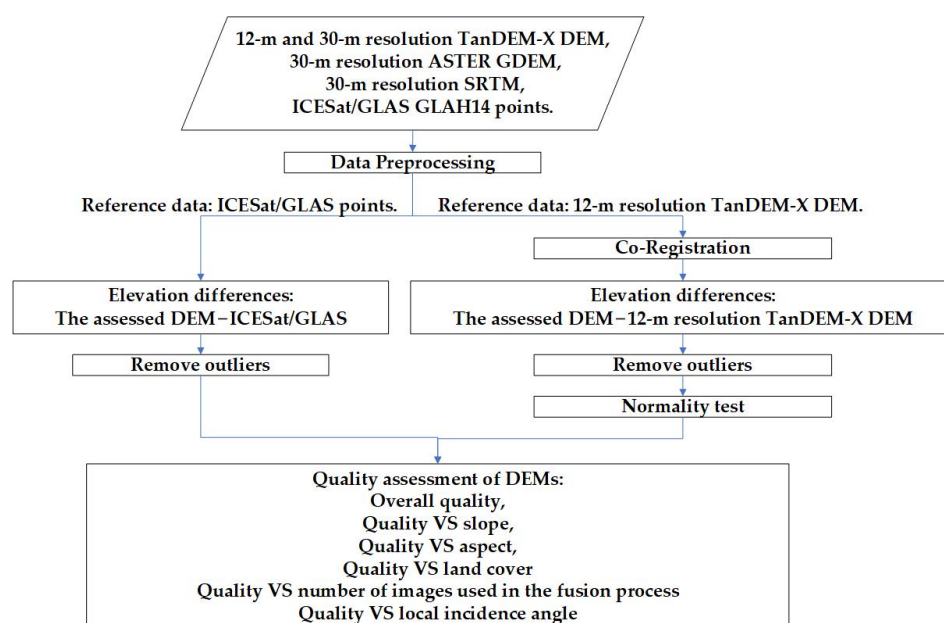 12-m and 30-m resolution TanDEM-X DEM,
30-m resolution ASTER GDEM,
30-m resolution SRTM,
ICESat/GLAS GLAH14 points.
Data Preprocessing
Reference data: ICESat/GLAS points.
Reference data: 12-m resolution TanDEM-X DEM.
Co-Registration
Elevation differences:
The assessed DEM−ICESat/GLAS
Elevation differences:
The assessed DEM−12-m resolution TanDEM-X DEM
Remove outliers
Remove outliers
Normality test
Quality assessment of DEMs:
Overall quality,
Quality VS slope,
Quality VS aspect,
Quality VS land cover
Quality VS number of images used in the fusion process
Quality VS local incidence angle